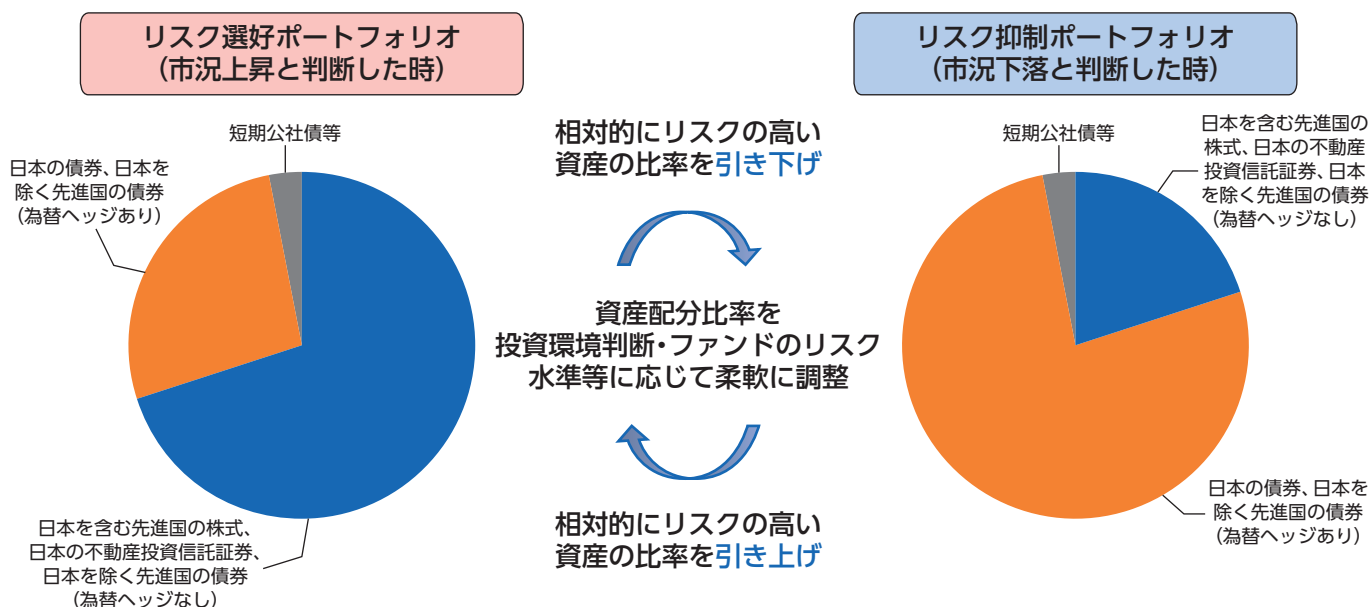 リスク選好ポートフォリオ
（市況上昇と判断した時）
短期公社債等
日本の債券、日本を
除く先進国の債券
（為替ヘッジあり）
日本を含む先進国の株式、
日本の不動産投資信託証券、
日本を除く先進国の債券
（為替ヘッジなし）
相対的にリスクの高い
資産の比率を引き下げ
資産配分比率を
投資環境判断・ファンドのリスク
水準等に応じて柔軟に調整
相対的にリスクの高い
資産の比率を引き上げ
リスク抑制ポートフォリオ
（市況下落と判断した時）
短期公社債等
日本を含む先進国の
株式、日本の不動産
投資信託証券、日本
を除く先進国の債券
（為替ヘッジなし）
日本の債券、日本を
除く先進国の債券
（為替ヘッジあり）